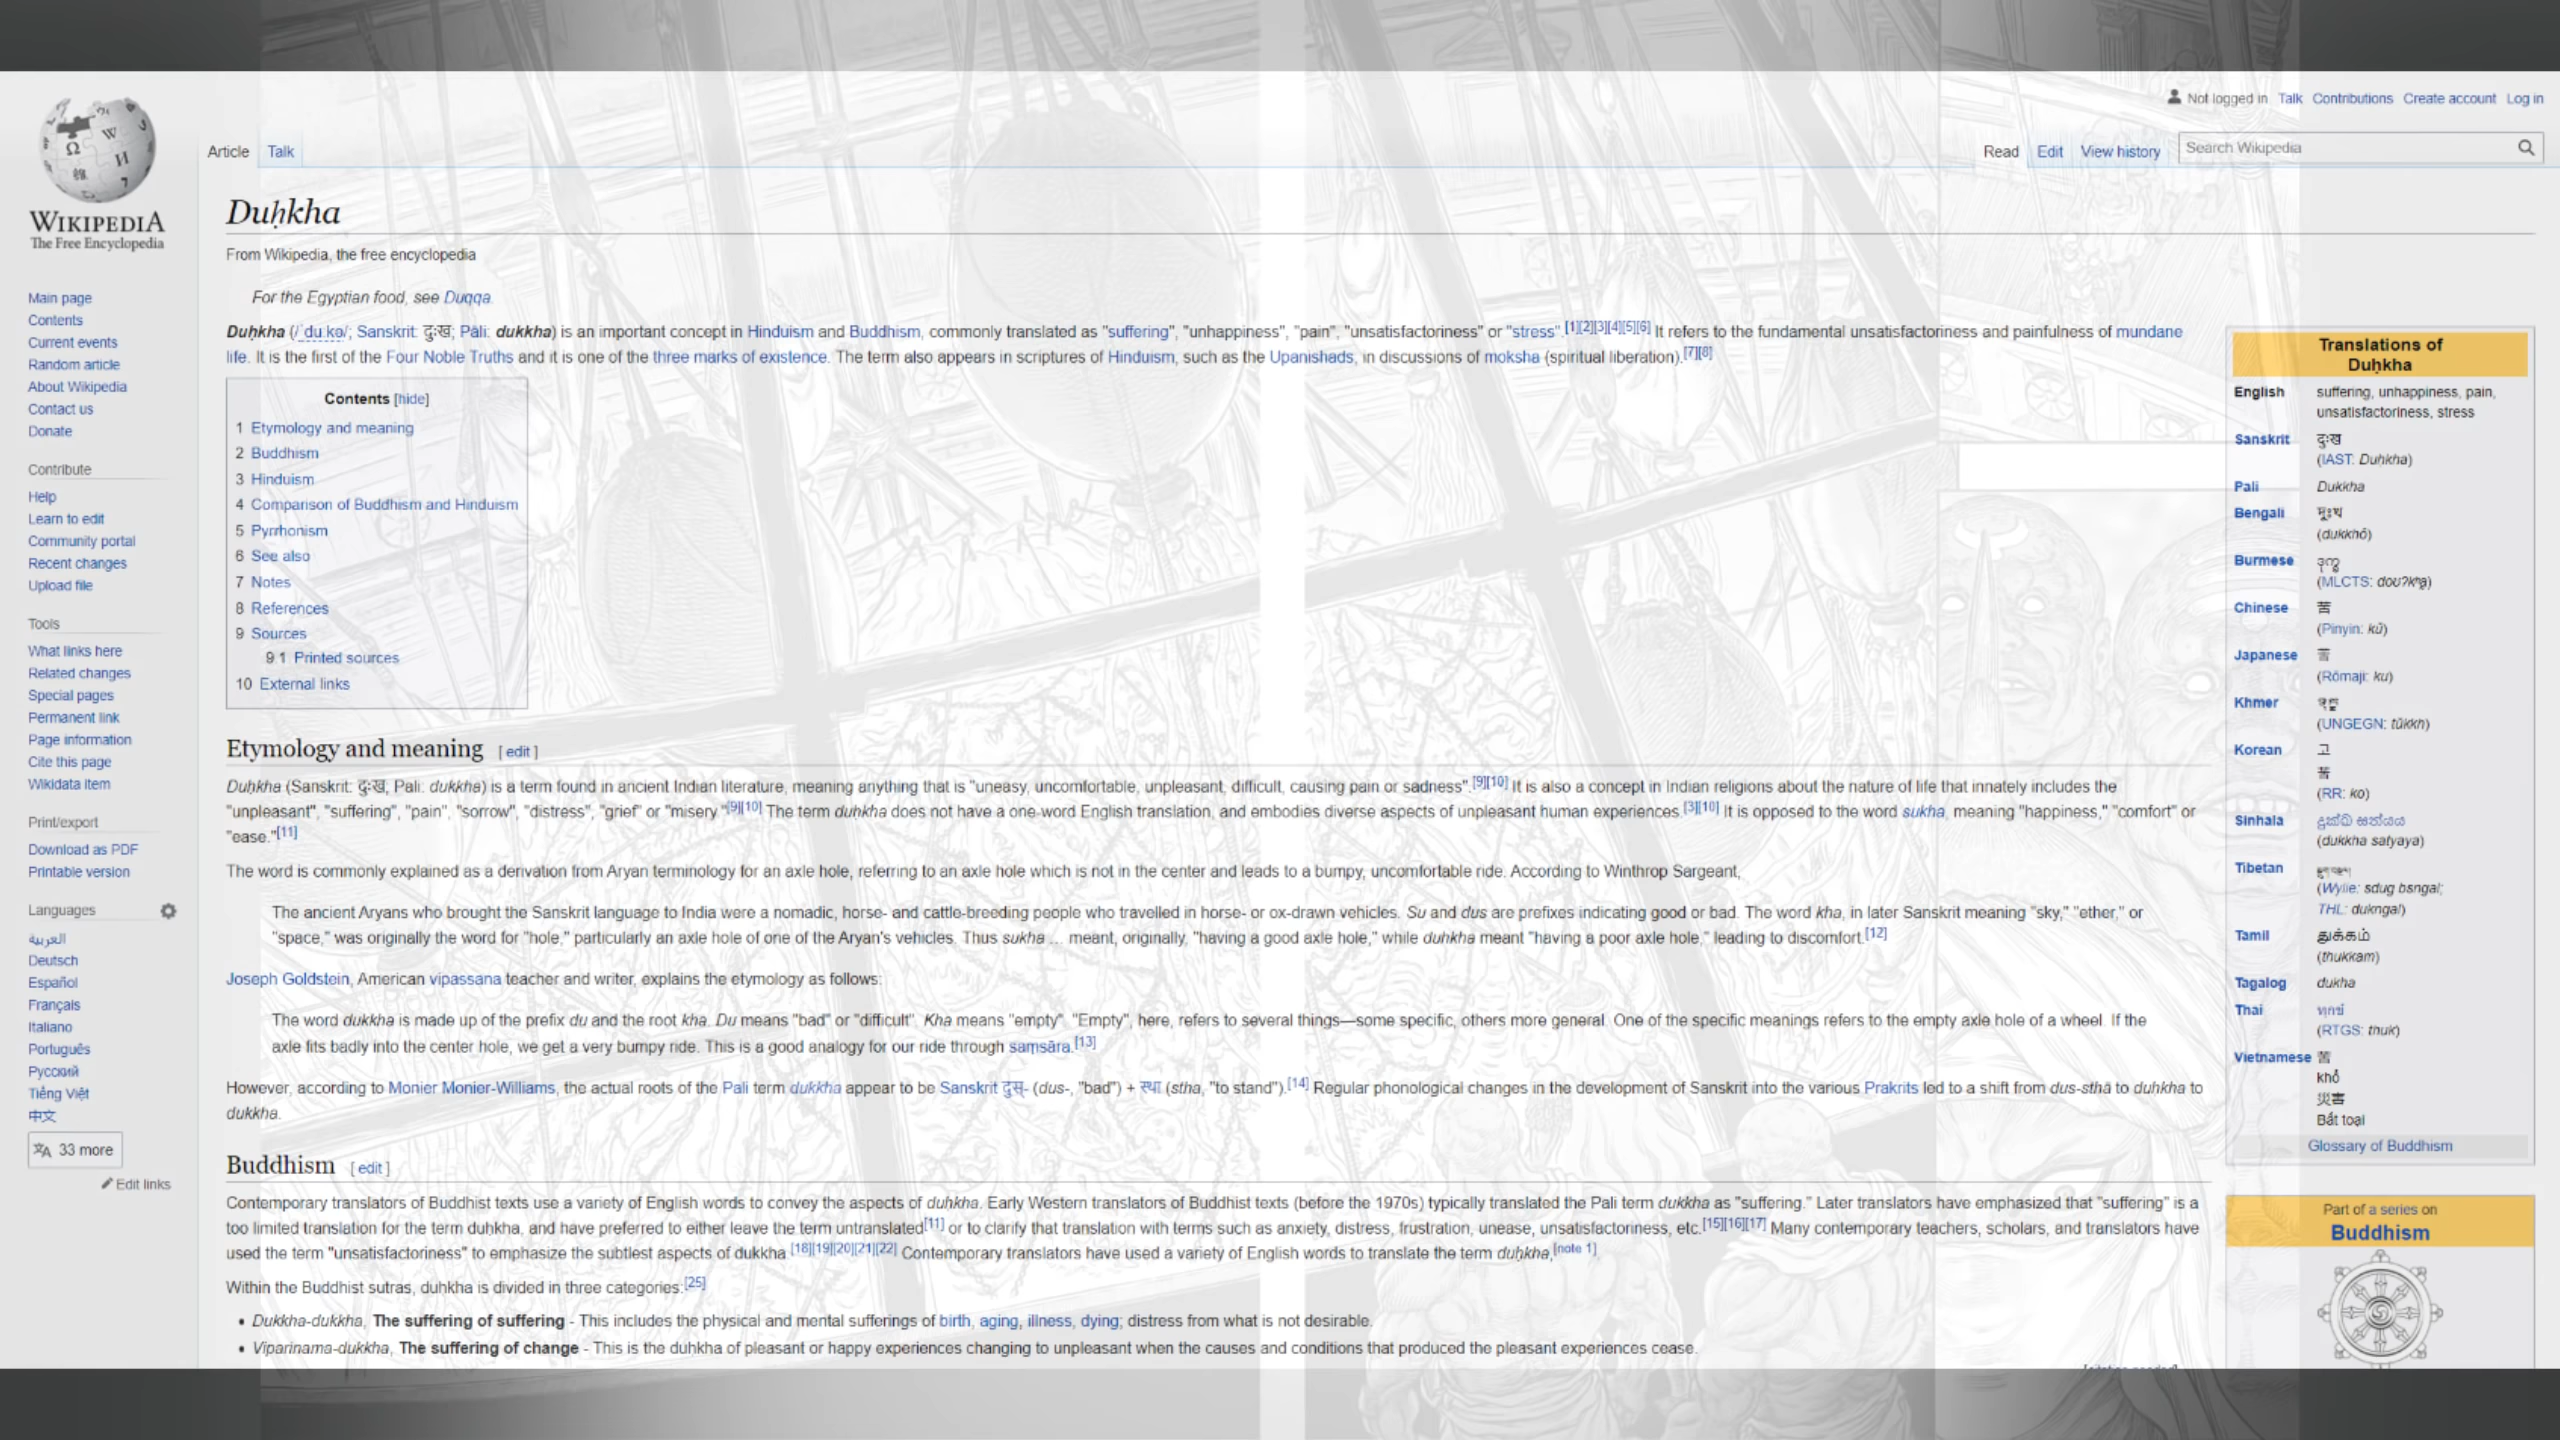 WIKIPEDIA
The Free Encyclopedia
Main page
Contents
Current events
Random article
About Wikipedia
Contact us
Donate
Contribute
Help
Learn to edit
Community portal
Recent changes
Upload file
Tools
What links here
Related changes
Special pages
Permanent link
Page information
Cite this page
Wikidata item
Print/export
Download as PDF
Printable version
Languages
العربية
Deutsch
Español
Français
Italiano
Português
Русский
Tiếng Việt
中文
33 more
Edit links
Not logged in Talk Contributions Create account Log in
Article Talk
Read Edit View history Search Wikipedia
Duḥkha
From Wikipedia, the free encyclopedia
For the Egyptian food, see Duqqa.
Duḥkha (/ˈduːkə/; Sanskrit: दुःख; Pāli: dukkha) is an important concept in Hinduism and Buddhism, commonly translated as "suffering", "unhappiness", "pain", "unsatisfactoriness" or "stress".[1][2][3][4][5][6] It refers to the fundamental unsatisfactoriness and painfulness of mundane
life. It is the first of the Four Noble Truths and it is one of the three marks of existence. The term also appears in scriptures of Hinduism, such as the Upanishads, in discussions of moksha (spiritual liberation).[7][8]
Contents [hide]
1 Etymology and meaning
2 Buddhism
3 Hinduism
4 Comparison of Buddhism and Hinduism
5 Pyrrhonism
6 See also
7 Notes
8 References
9 Sources
9.1 Printed sources
10 External links
Etymology and meaning [ edit ]
Duḥkha (Sanskrit: दुःख; Pali: dukkha) is a term found in ancient Indian literature, meaning anything that is "uneasy, uncomfortable, unpleasant, difficult, causing pain or sadness".[9][10] It is also a concept in Indian religions about the nature of life that innately includes the
"unpleasant", "suffering", "pain", "sorrow", "distress", "grief" or "misery."[9][10] The term duḥkha does not have a one-word English translation, and embodies diverse aspects of unpleasant human experiences.[3][10] It is opposed to the word sukha, meaning "happiness," "comfort" or
"ease."[11]
The word is commonly explained as a derivation from Aryan terminology for an axle hole, referring to an axle hole which is not in the center and leads to a bumpy, uncomfortable ride. According to Winthrop Sargeant,
The ancient Aryans who brought the Sanskrit language to India were a nomadic, horse- and cattle-breeding people who travelled in horse- or ox-drawn vehicles. Su and dus are prefixes indicating good or bad. The word kha, in later Sanskrit meaning "sky," "ether," or
"space," was originally the word for "hole," particularly an axle hole of one of the Aryan's vehicles. Thus sukha … meant, originally, "having a good axle hole," while duhkha meant "having a poor axle hole," leading to discomfort.[12]
Joseph Goldstein, American vipassana teacher and writer, explains the etymology as follows:
The word dukkha is made up of the prefix du and the root kha. Du means "bad" or "difficult". Kha means "empty". "Empty", here, refers to several things—some specific, others more general. One of the specific meanings refers to the empty axle hole of a wheel. If the
axle fits badly into the center hole, we get a very bumpy ride. This is a good analogy for our ride through saṃsāra.[13]
However, according to Monier Monier-Williams, the actual roots of the Pali term dukkha appear to be Sanskrit दुस्- (dus-, "bad") + स्था (stha, "to stand").[14] Regular phonological changes in the development of Sanskrit into the various Prakrits led to a shift from dus-sthā to duḥkha to
dukkha.
Buddhism [ edit ]
Contemporary translators of Buddhist texts use a variety of English words to convey the aspects of duḥkha. Early Western translators of Buddhist texts (before the 1970s) typically translated the Pali term dukkha as "suffering." Later translators have emphasized that "suffering" is a
too limited translation for the term duḥkha, and have preferred to either leave the term untranslated[11] or to clarify that translation with terms such as anxiety, distress, frustration, unease, unsatisfactoriness, etc.[15][16][17] Many contemporary teachers, scholars, and translators have
used the term "unsatisfactoriness" to emphasize the subtlest aspects of dukkha.[18][19][20][21][22] Contemporary translators have used a variety of English words to translate the term duḥkha,[note 1]
Within the Buddhist sutras, duḥkha is divided in three categories:[25]
• Dukkha-dukkha, The suffering of suffering - This includes the physical and mental sufferings of birth, aging, illness, dying; distress from what is not desirable.
• Viparinama-dukkha, The suffering of change - This is the duḥkha of pleasant or happy experiences changing to unpleasant when the causes and conditions that produced the pleasant experiences cease.
Translations of
Duḥkha
English suffering, unhappiness, pain,
unsatisfactoriness, stress
Sanskrit दुःख
(IAST: Duḥkha)
Pali Dukkha
Bengali দুঃখ
(dukkhô)
Burmese ဒုက္ခ
(MLCTS: doʊʔkʰa̰)
Chinese 苦
(Pinyin: kǔ)
Japanese 苦
(Rōmaji: ku)
Khmer
(UNGEGN: tŭkkh)
Korean 고
苦
(RR: ko)
Sinhala දුක්ඛ සත්යය
(dukkha satyaya)
Tibetan
(Wylie: sdug bsngal;
THL: dukngal)
Tamil துக்கம்
(thukkam)
Tagalog dukha
Thai ทุกข์
(RTGS: thuk)
Vietnamese 苦
khổ
災害
Bất toại
Glossary of Buddhism
Part of a series on
Buddhism